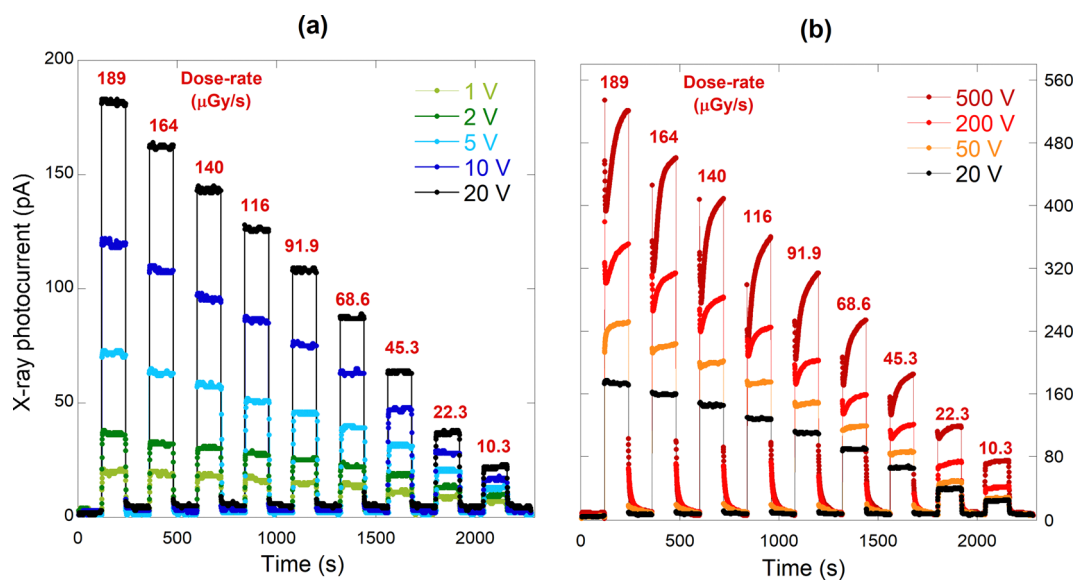 (a)
200
150
100
50
0
X-ray photocurrent (pA)
189
164
140
116
91.9
68.6
45.3
22.3
10.3
Dose-rate
(μGy/s)
1 V
2 V
5 V
10 V
20 V
0
500
1000
1500
2000
Time (s)
(b)
189
164
140
116
91.9
68.6
45.3
22.3
10.3
Dose-rate
(μGy/s)
500 V
200 V
50 V
20 V
560
480
400
320
240
160
80
0
0
500
1000
1500
2000
Time (s)